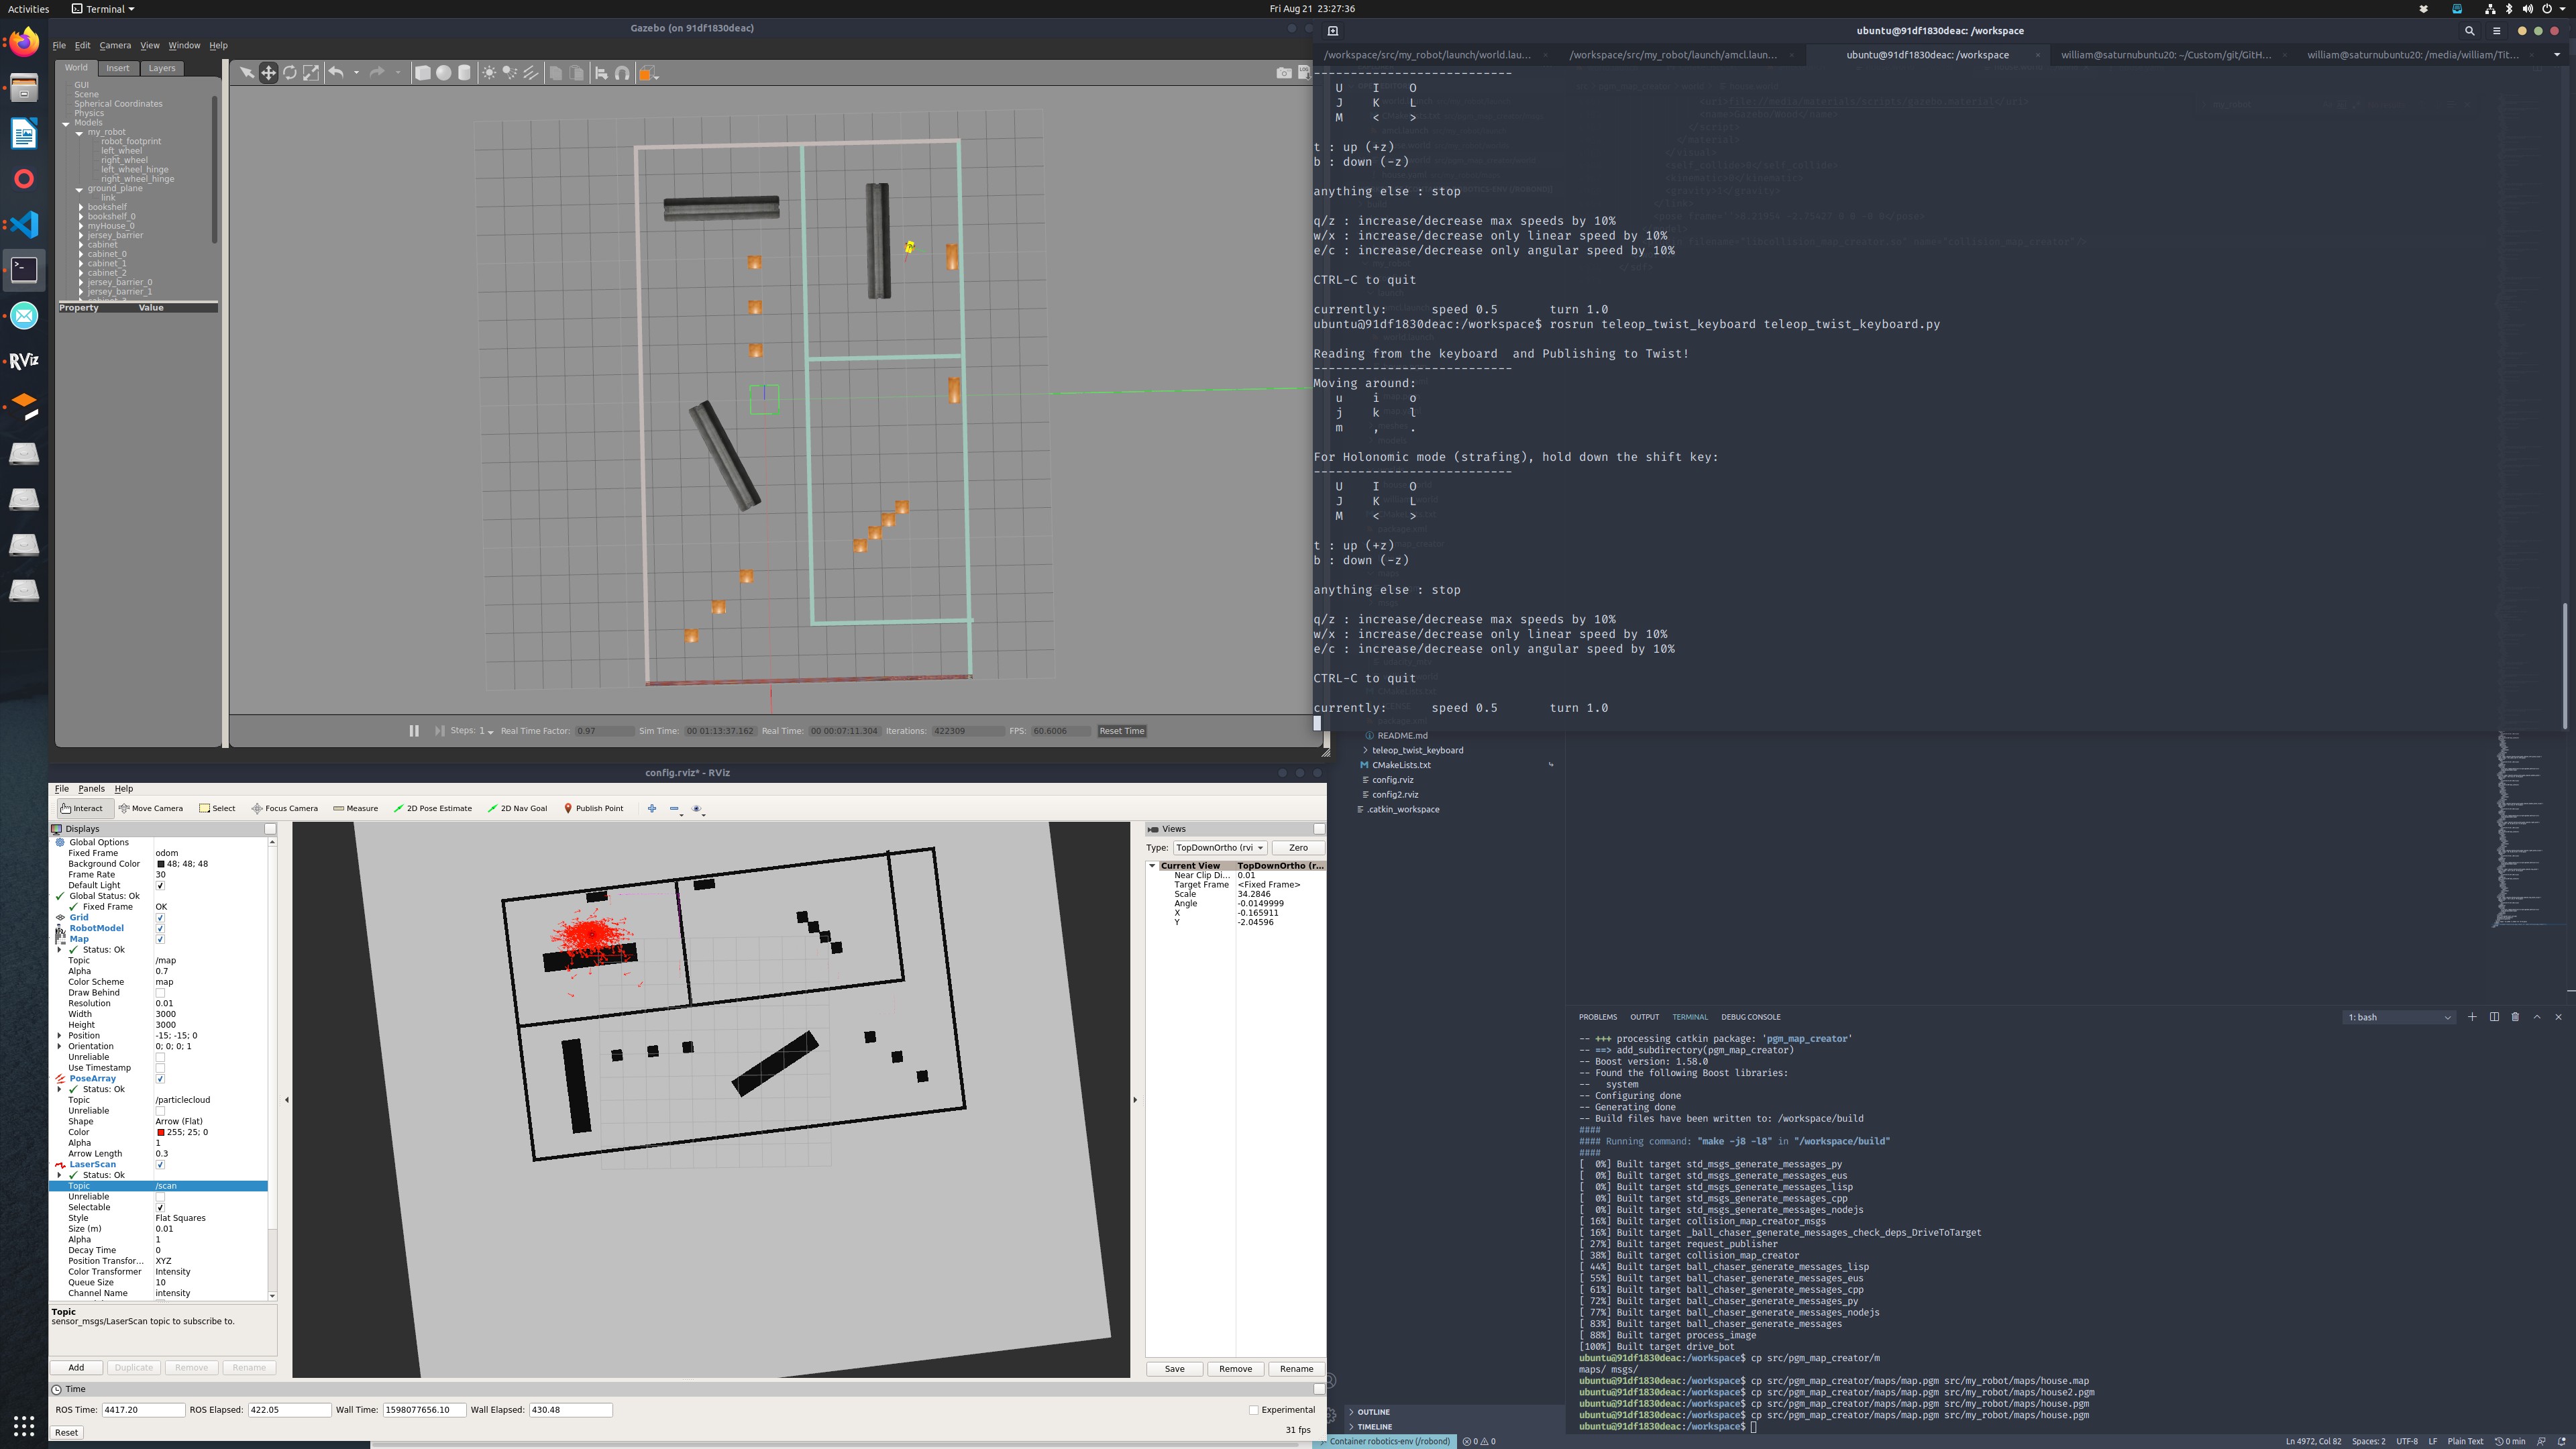 Activities
Terminal
Fri Aug 21 23:27:36
Gazebo (on 91df1830deac)
File Edit Camera View Window Help
World Insert Layers
GUI
Scene
Spherical Coordinates
Physics
Models
my_robot
robot_footprint
left_wheel
right_wheel
left_wheel_hinge
right_wheel_hinge
ground_plane
link
bookshelf
bookshelf_0
myHouse_0
jersey_barrier
cabinet
cabinet_0
cabinet_1
cabinet_2
jersey_barrier_0
jersey_barrier_1
Property Value
Steps: 1 Real Time Factor: 0.97 Sim Time: 00 01:13:37.162 Real Time: 00 00:07:11.304 Iterations: 422309 FPS: 60.6006 Reset Time
ubuntu@91df1830deac: /workspace
/workspace/src/my_robot/launch/world.lau...
/workspace/src/my_robot/launch/amcl.laun...
ubuntu@91df1830deac: /workspace
william@saturnubuntu20: ~/Custom/git/GitH...
william@saturnubuntu20: /media/william/Tit...
---------------------------
U I O
J K L
M < >
t : up (+z)
b : down (-z)
anything else : stop
q/z : increase/decrease max speeds by 10%
w/x : increase/decrease only linear speed by 10%
e/c : increase/decrease only angular speed by 10%
CTRL-C to quit
currently: speed 0.5 turn 1.0
ubuntu@91df1830deac:/workspace$ rosrun teleop_twist_keyboard teleop_twist_keyboard.py
Reading from the keyboard and Publishing to Twist!
---------------------------
Moving around:
u i o
j k l
m , .
For Holonomic mode (strafing), hold down the shift key:
---------------------------
U I O
J K L
M < >
t : up (+z)
b : down (-z)
anything else : stop
q/z : increase/decrease max speeds by 10%
w/x : increase/decrease only linear speed by 10%
e/c : increase/decrease only angular speed by 10%
CTRL-C to quit
currently: speed 0.5 turn 1.0
README.md
teleop_twist_keyboard
CMakeLists.txt
config.rviz
config2.rviz
.catkin_workspace
OUTLINE
TIMELINE
config.rviz* - RViz
File Panels Help
Interact Move Camera Select Focus Camera Measure 2D Pose Estimate 2D Nav Goal Publish Point
Displays
Global Options
Fixed Frame odom
Background Color 48; 48; 48
Frame Rate 30
Default Light
Global Status: Ok
Fixed Frame OK
Grid
RobotModel
Map
Status: Ok
Topic /map
Alpha 0.7
Color Scheme map
Draw Behind
Resolution 0.01
Width 3000
Height 3000
Position -15; -15; 0
Orientation 0; 0; 0; 1
Unreliable
Use Timestamp
PoseArray
Status: Ok
Topic /particlecloud
Unreliable
Shape Arrow (Flat)
Color 255; 25; 0
Alpha 1
Arrow Length 0.3
LaserScan
Status: Ok
Topic /scan
Unreliable
Selectable
Style Flat Squares
Size (m) 0.01
Alpha 1
Decay Time 0
Position Transfor... XYZ
Color Transformer Intensity
Queue Size 10
Channel Name intensity
Topic
sensor_msgs/LaserScan topic to subscribe to.
Add Duplicate Remove Rename
Views
Type: TopDownOrtho (rvi Zero
Current View TopDownOrtho (r...
Near Clip Di... 0.01
Target Frame <Fixed Frame>
Scale 34.2846
Angle -0.0149999
X -0.165911
Y -2.04596
Save Remove Rename
Time
ROS Time: 4417.20 ROS Elapsed: 422.05 Wall Time: 1598077656.10 Wall Elapsed: 430.48 Experimental
Reset 31 fps
PROBLEMS OUTPUT TERMINAL DEBUG CONSOLE 1: bash
-- +++ processing catkin package: 'pgm_map_creator'
-- ==> add_subdirectory(pgm_map_creator)
-- Boost version: 1.58.0
-- Found the following Boost libraries:
-- system
-- Configuring done
-- Generating done
-- Build files have been written to: /workspace/build
####
#### Running command: "make -j8 -l8" in "/workspace/build"
####
[ 0%] Built target std_msgs_generate_messages_py
[ 0%] Built target std_msgs_generate_messages_eus
[ 0%] Built target std_msgs_generate_messages_lisp
[ 0%] Built target std_msgs_generate_messages_cpp
[ 0%] Built target std_msgs_generate_messages_nodejs
[ 16%] Built target collision_map_creator_msgs
[ 16%] Built target _ball_chaser_generate_messages_check_deps_DriveToTarget
[ 27%] Built target request_publisher
[ 38%] Built target collision_map_creator
[ 44%] Built target ball_chaser_generate_messages_lisp
[ 55%] Built target ball_chaser_generate_messages_eus
[ 61%] Built target ball_chaser_generate_messages_cpp
[ 72%] Built target ball_chaser_generate_messages_py
[ 77%] Built target ball_chaser_generate_messages_nodejs
[ 83%] Built target ball_chaser_generate_messages
[ 88%] Built target process_image
[100%] Built target drive_bot
ubuntu@91df1830deac:/workspace$ cp src/pgm_map_creator/m
maps/ msgs/
ubuntu@91df1830deac:/workspace$ cp src/pgm_map_creator/maps/map.pgm src/my_robot/maps/house.map
ubuntu@91df1830deac:/workspace$ cp src/pgm_map_creator/maps/map.pgm src/my_robot/maps/house2.pgm
ubuntu@91df1830deac:/workspace$ cp src/pgm_map_creator/maps/map.pgm src/my_robot/maps/house.pgm
ubuntu@91df1830deac:/workspace$ cp src/pgm_map_creator/maps/map.pgm src/my_robot/maps/house.pgm
ubuntu@91df1830deac:/workspace$
Container robotics-env (/robond) 0 0 Ln 4972, Col 82 Spaces: 2 UTF-8 LF Plain Text 0 min